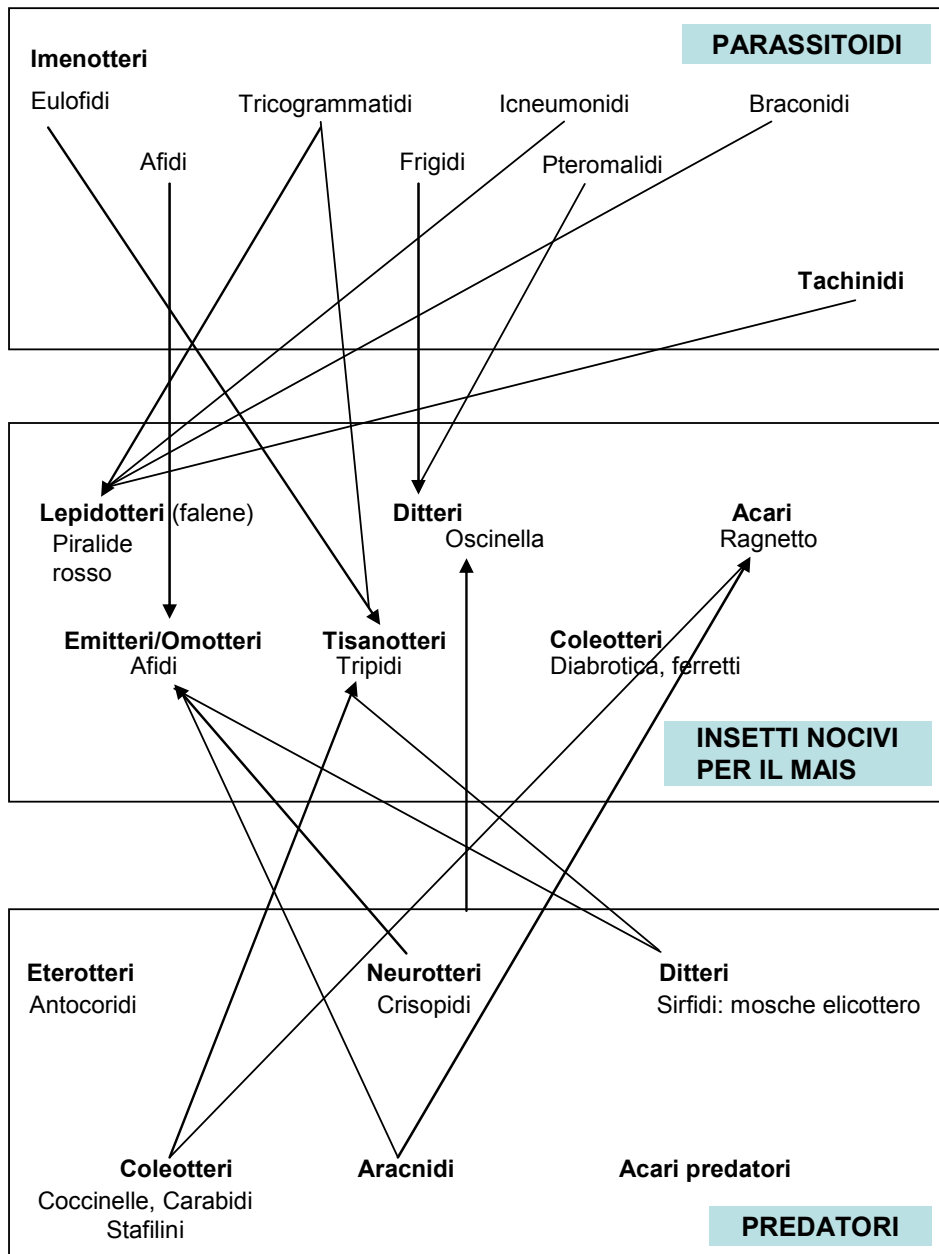 PARASSITOIDI
Imenotteri
Eulofidi
Tricogrammatidi
Icneumonidi
Braconidi
Afidi
Frigidi
Pteromalidi
Tachinidi
Lepidotteri (falene)
Piralide
rosso
Ditteri
Oscinella
Acari
Ragnetto
Emitteri/Omotteri
Afidi
Tisanotteri
Tripidi
Coleotteri
Diabrotica, ferretti
INSETTI NOCIVI
PER IL MAIS
Eterotteri
Antocoridi
Neurotteri
Crisopidi
Ditteri
Sirfidi: mosche elicottero
Coleotteri
Coccinelle, Carabidi
Stafilini
Aracnidi
Acari predatori
PREDATORI